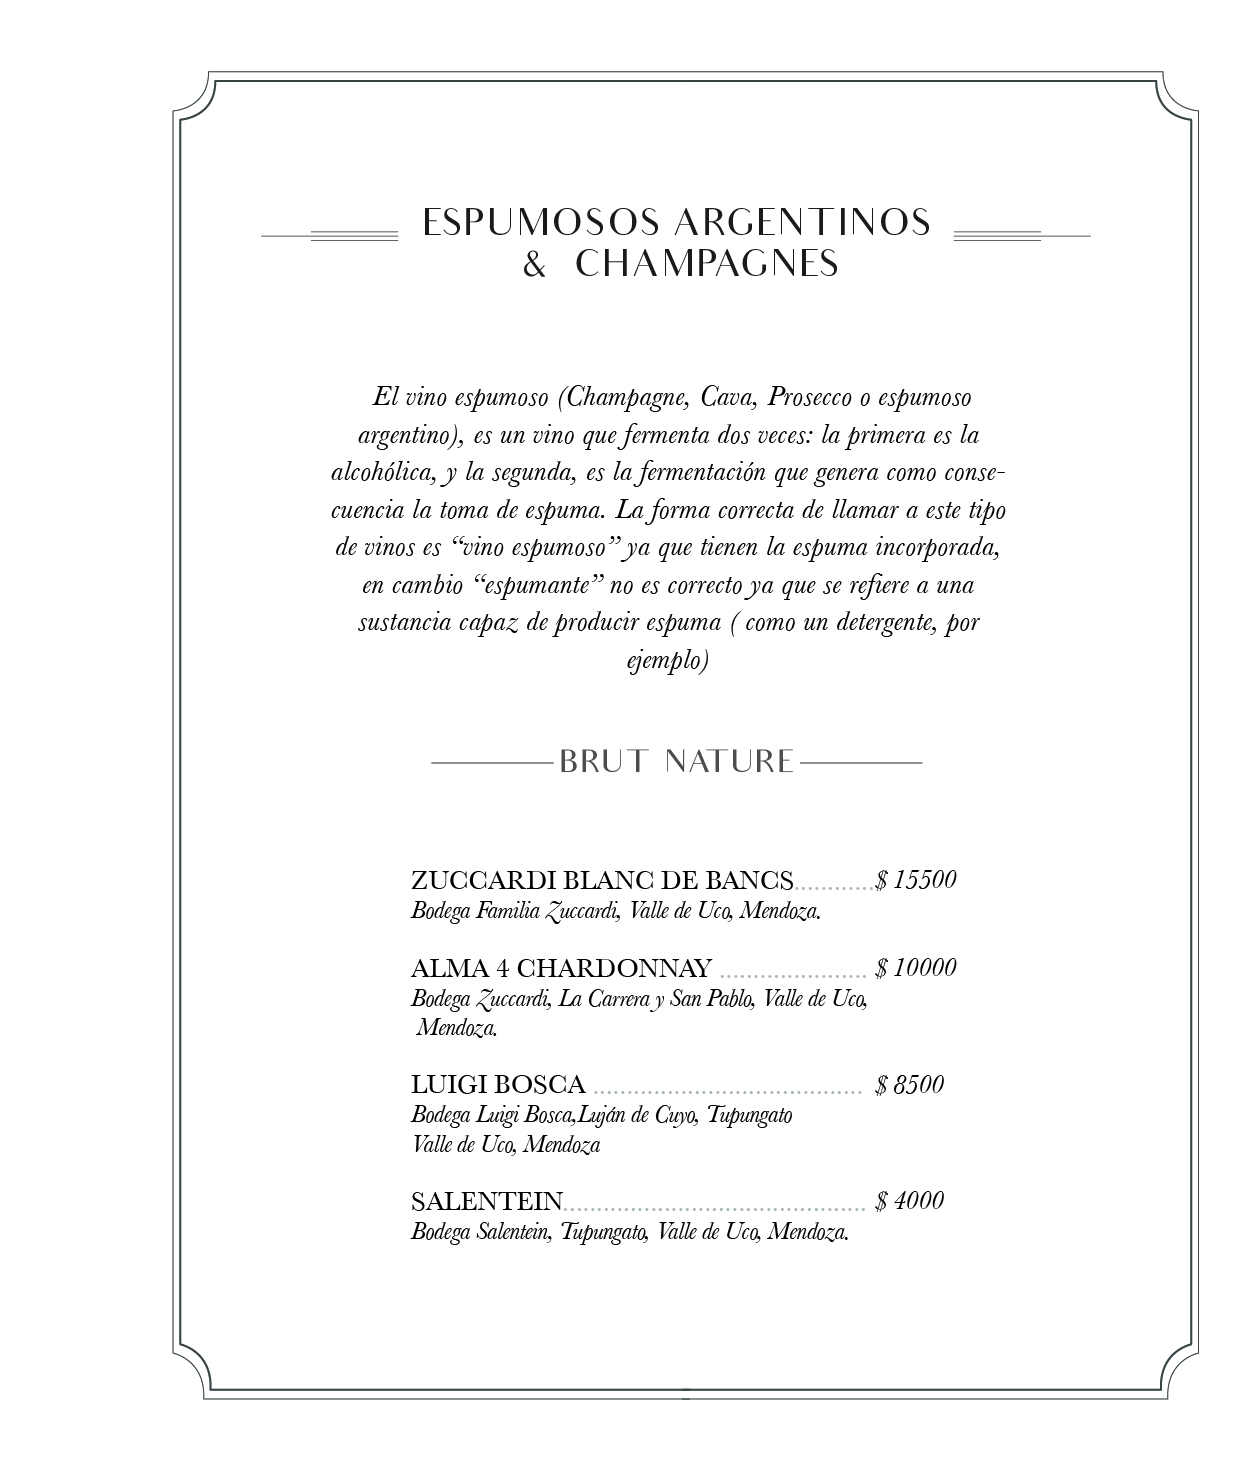 ESPUMOSOS ARGENTINOS
& CHAMPAGNES
El vino espumoso (Champagne, Cava, Prosecco o espumoso
argentino), es un vino que fermenta dos veces: la primera es la
alcohólica, y la segunda, es la fermentación que genera como conse-
cuencia la toma de espuma. La forma correcta de llamar a este tipo
de vinos es “vino espumoso” ya que tienen la espuma incorporada,
en cambio “espumante” no es correcto ya que se refiere a una
sustancia capaz de producir espuma ( como un detergente, por
ejemplo)
BRUT NATURE
ZUCCARDI BLANC DE BANCS............$ 15500
Bodega Familia Zuccardi, Valle de Uco, Mendoza.
ALMA 4 CHARDONNAY ...................... $ 10000
Bodega Zuccardi, La Carrera y San Pablo, Valle de Uco,
Mendoza.
LUIGI BOSCA ........................................ $ 8500
Bodega Luigi Bosca,Luján de Cuyo, Tupungato
Valle de Uco, Mendoza
SALENTEIN............................................. $ 4000
Bodega Salentein, Tupungato, Valle de Uco, Mendoza.